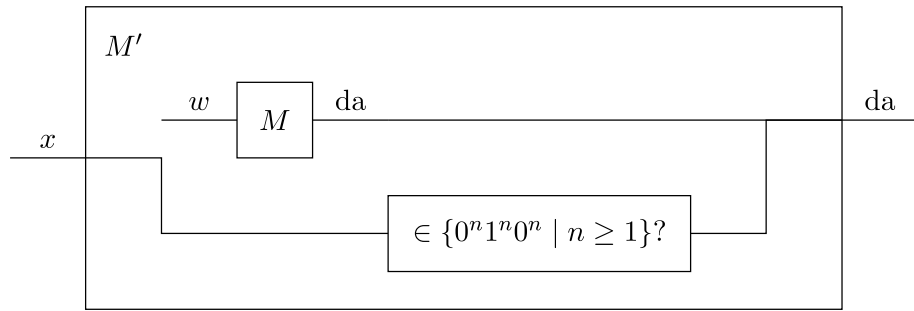 M′
w M da da
x
∈ {0ⁿ1ⁿ0ⁿ | n ≥ 1}?